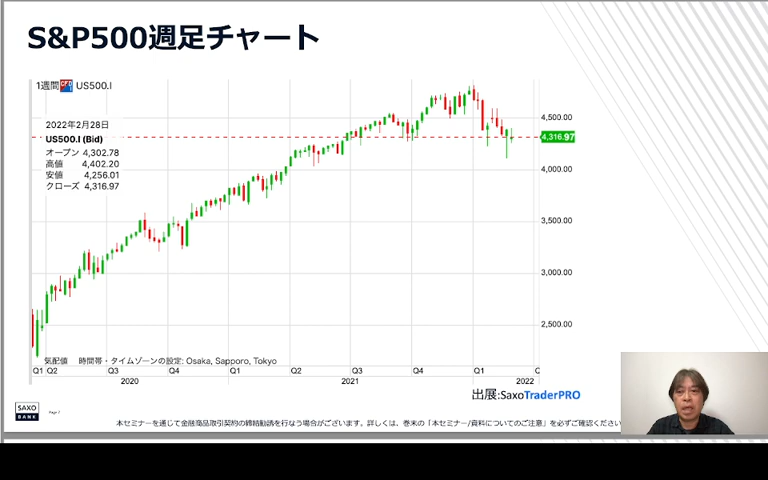 S&P500週足チャート
1週間 CFD US500.I
2022年2月28日
US500.I (Bid)
オープン 4,302.78
高値 4,402.20
安値 4,256.01
クローズ 4,316.97
4,500.00
4,316.97
4,000.00
3,500.00
3,000.00
2,500.00
気配値 時間帯・タイムゾーンの設定: Osaka, Sapporo, Tokyo
Q1 Q2 Q3 Q4 Q1 Q2 Q3 Q4 Q1
2020 2021 2022
出展:SaxoTraderPRO
SAXO
BANK
Page
本セミナーを通じて金融商品取引契約の締結勧誘を行なう場合がございます。詳しくは、巻末の「本セミナー/資料についてのご注意」を必ずご確認ください